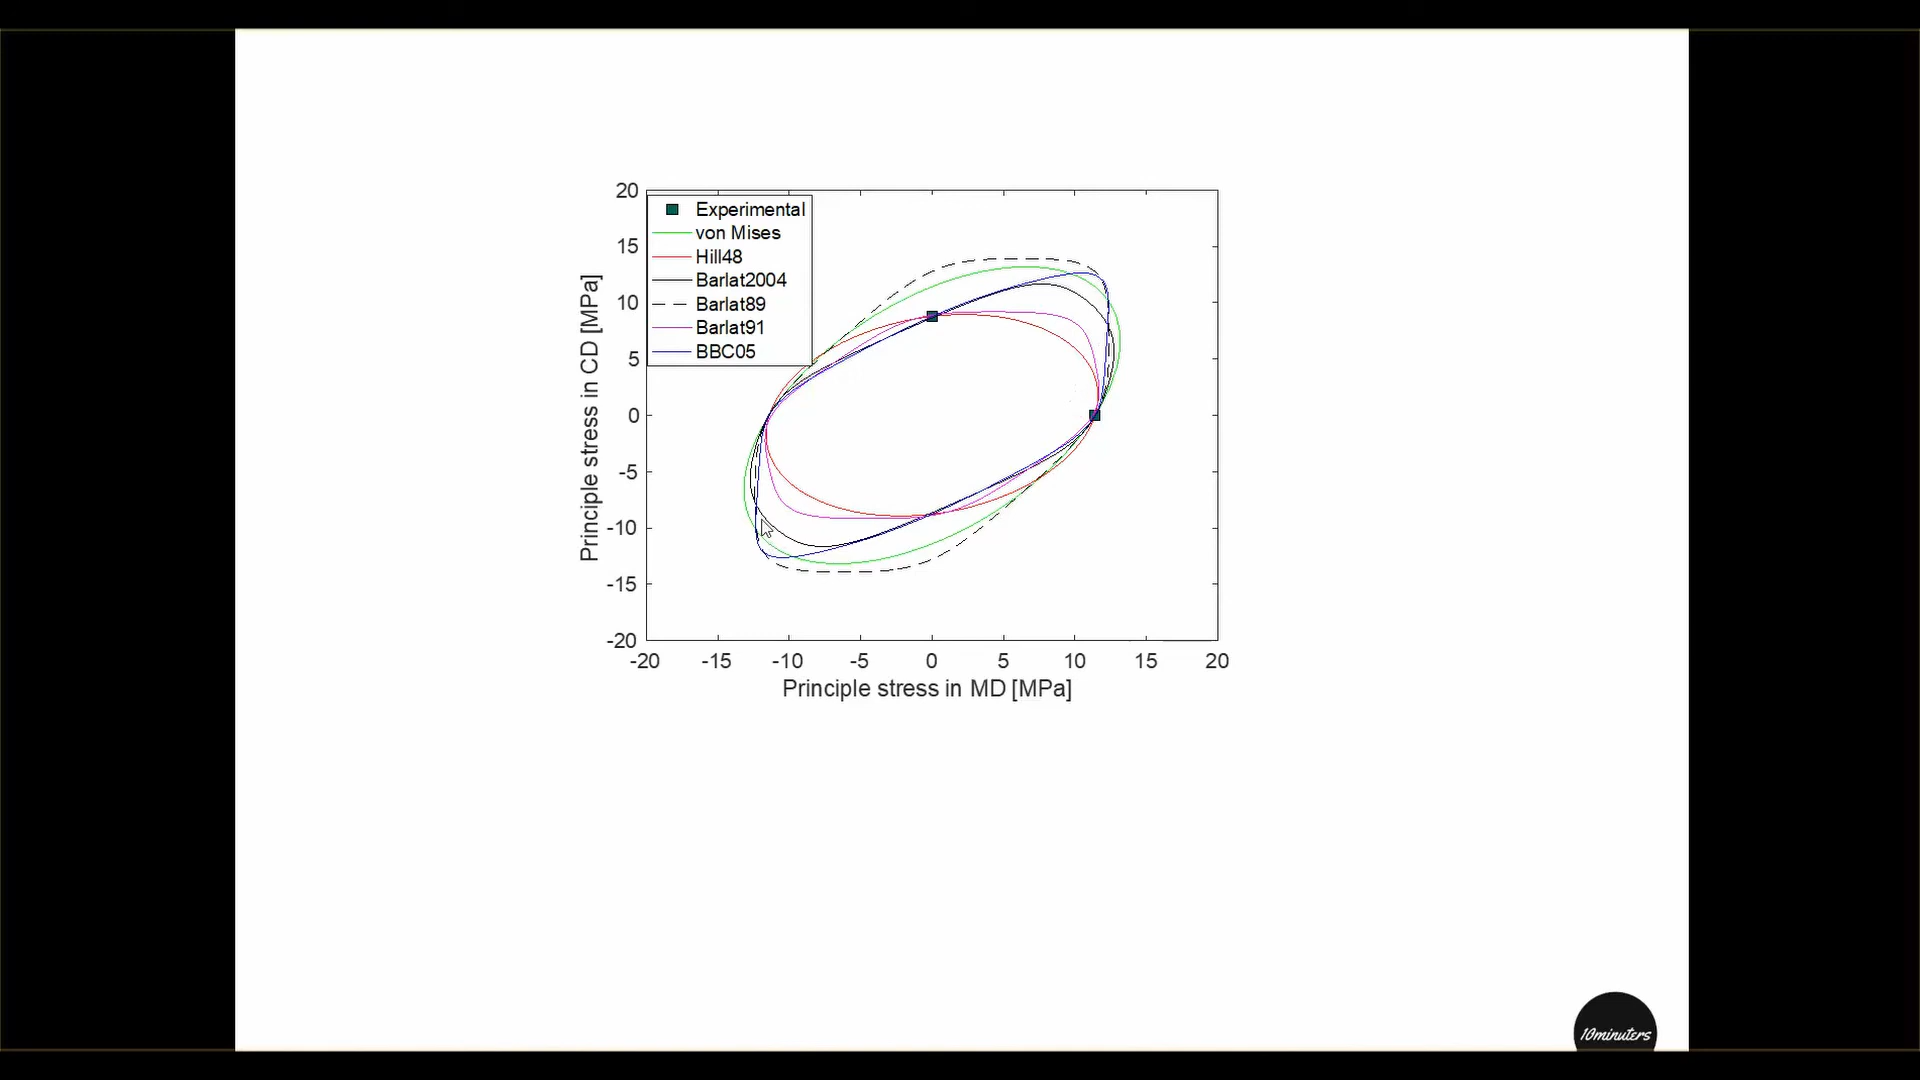 20
15
10
5
0
-5
-10
-15
-20
Experimental
von Mises
Hill48
Barlat2004
Barlat89
Barlat91
BBC05
Principle stress in CD [MPa]
-20 -15 -10 -5 0 5 10 15 20
Principle stress in MD [MPa]
10minuters